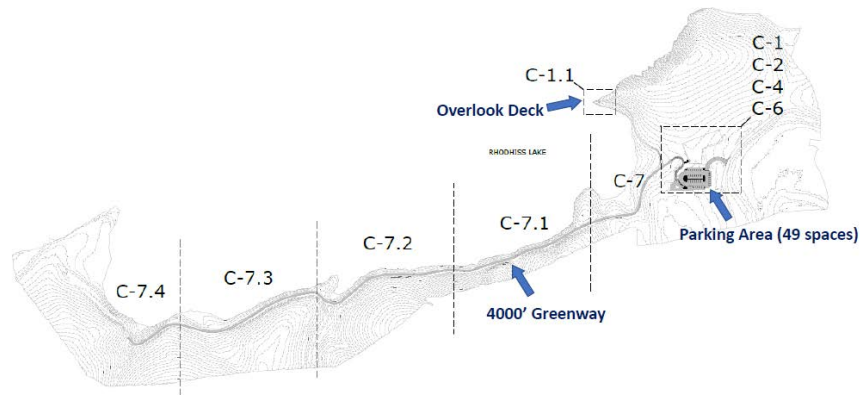 C-1
C-2
C-4
C-6
C-1.1
Overlook Deck
RHODHISS LAKE
C-7
Parking Area (49 spaces)
C-7.1
C-7.2
C-7.3
C-7.4
4000' Greenway